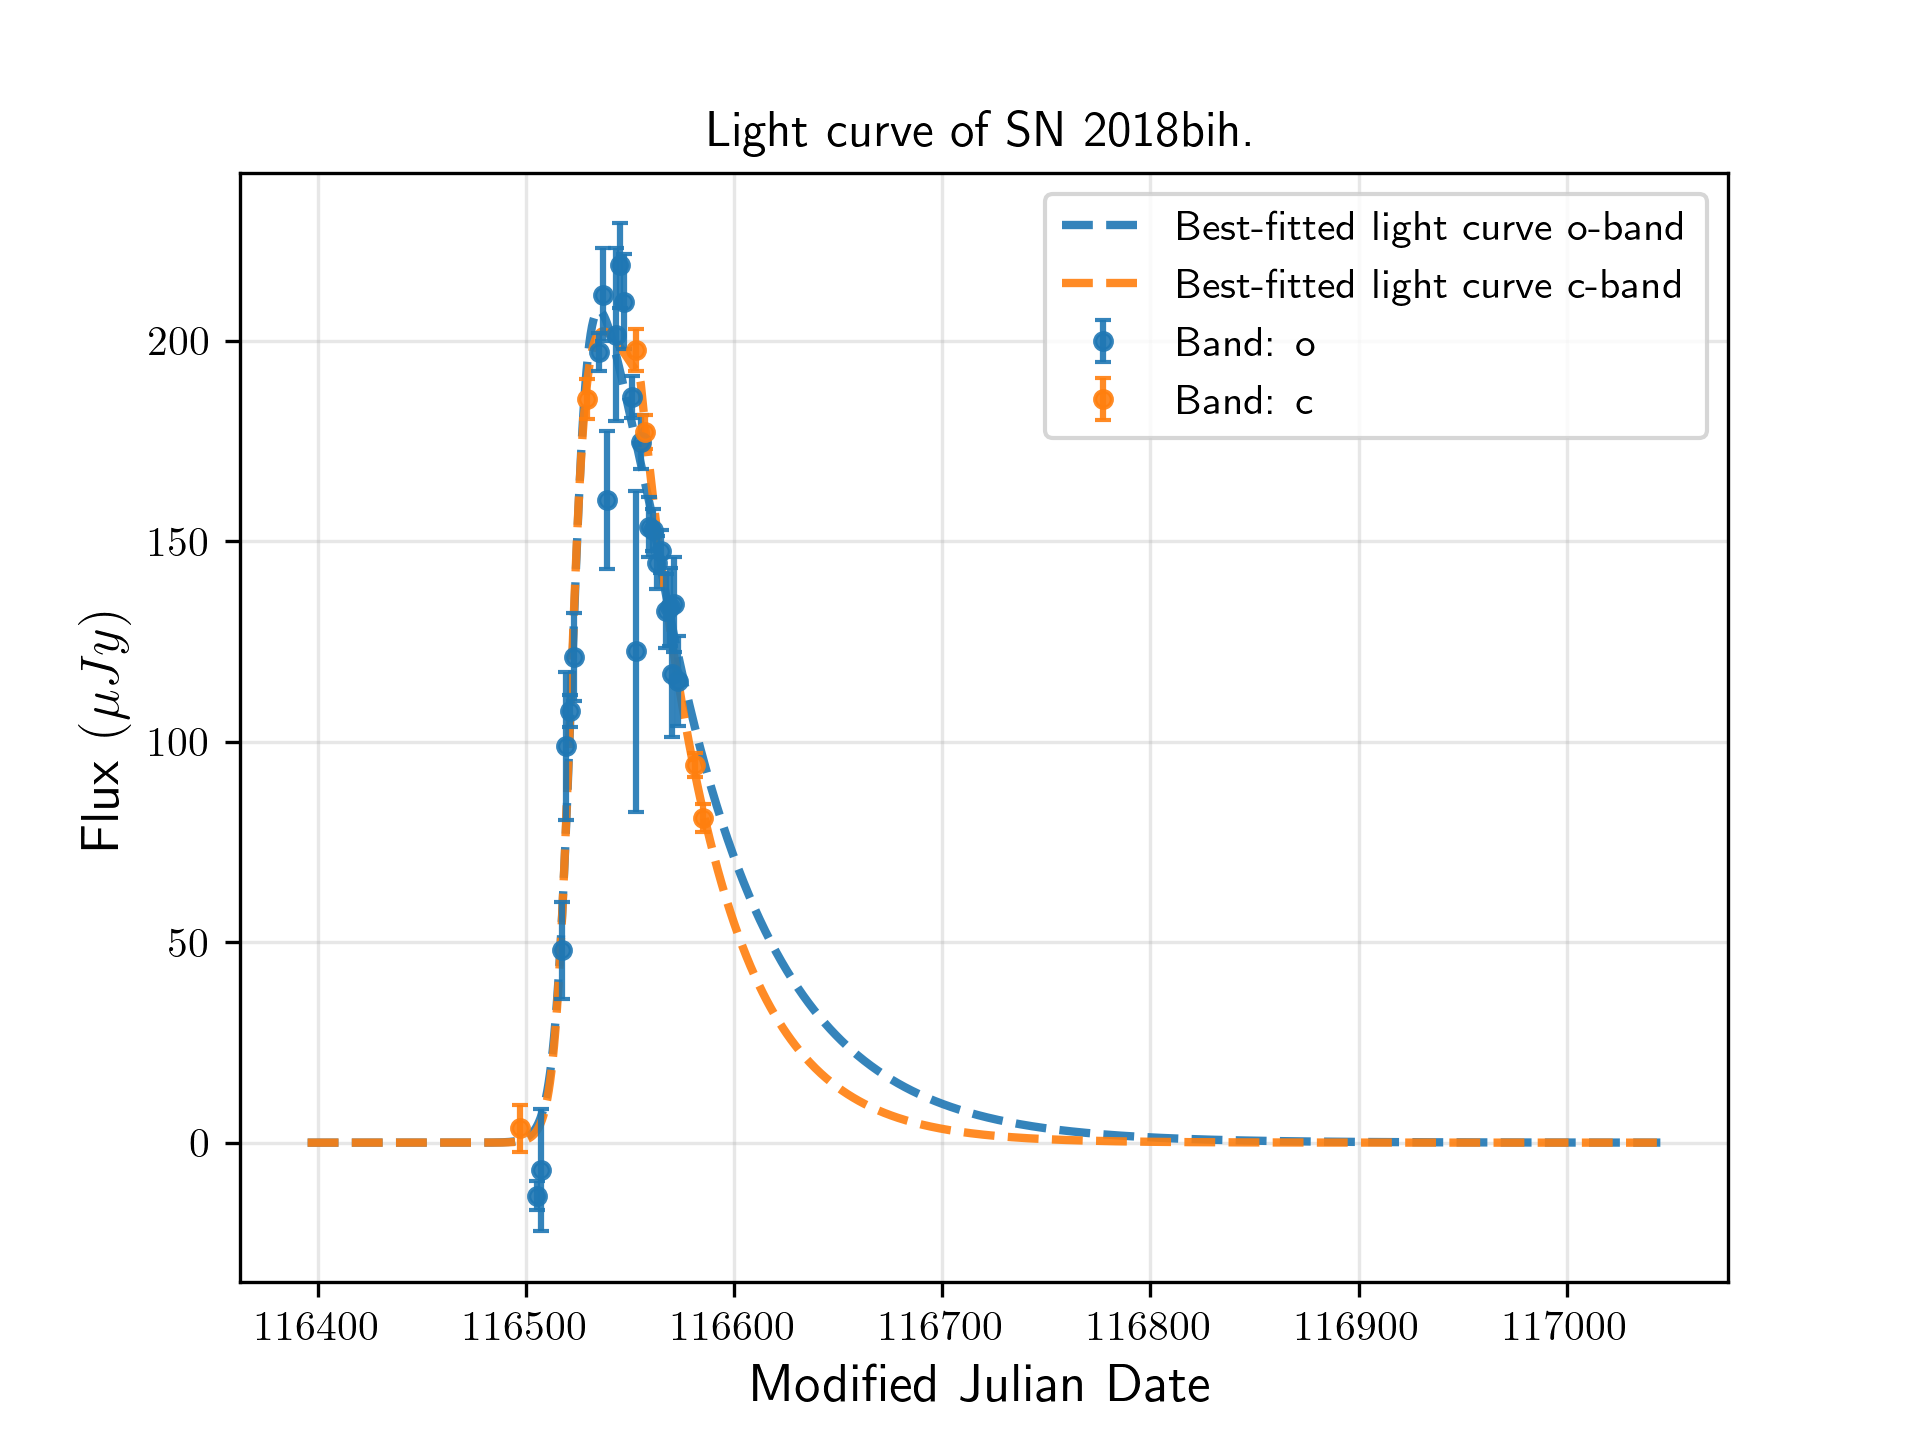 Light curve of SN 2018bih.
Best-fitted light curve o-band
Best-fitted light curve c-band
Band: o
Band: c
Flux (μJy)
200
150
100
50
0
116400 116500 116600 116700 116800 116900 117000
Modified Julian Date